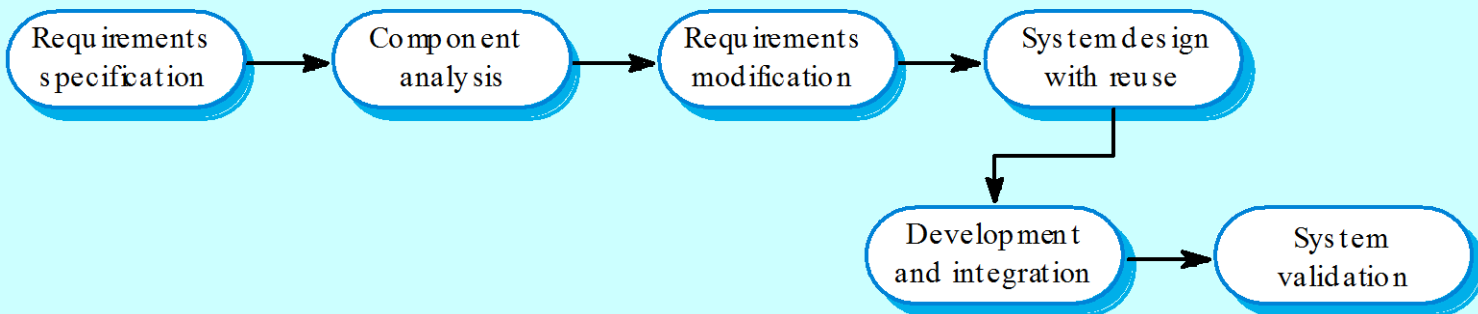 Requirements
specification
Component
analysis
Requirements
modification
System design
with reuse
Development
and integration
System
validation